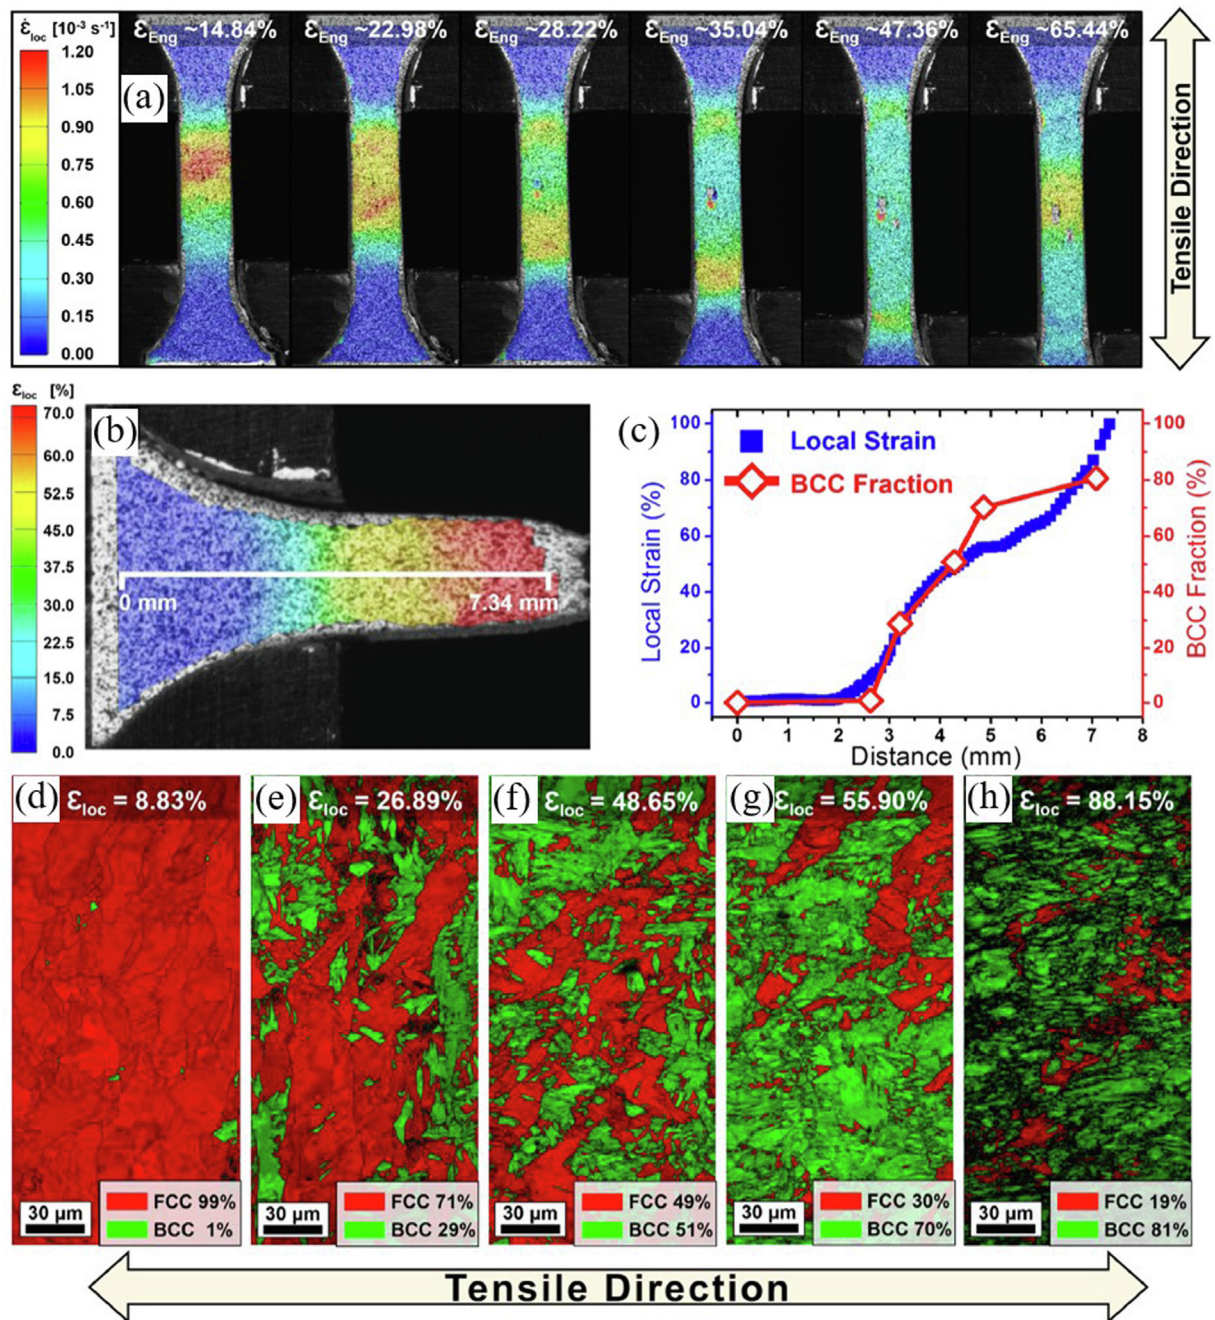 ε̇loc [10⁻³ s⁻¹]
1.20
0.90
0.75
0.60
0.45
0.30
0.15
0.00
(a)
εEng ~14.84%
εEng ~22.98%
εEng ~28.22%
εEng ~35.04%
εEng ~47.36%
εEng ~65.44%
Tensile Direction
εloc [%]
70.0
60.0
52.5
45.0
37.5
30.0
22.5
15.0
7.5
0.0
(b)
0 mm
7.34 mm
(c)
Local Strain
BCC Fraction
Local Strain (%)
100
80
60
40
20
0
BCC Fraction (%)
100
80
60
40
20
0
0 1 2 3 4 5 6 7 8
Distance (mm)
(d) εloc = 8.83%
FCC 99%
BCC 1%
30 µm
(e) εloc = 26.89%
FCC 71%
BCC 29%
30 µm
(f) εloc = 48.65%
FCC 49%
BCC 51%
30 µm
(g) εloc = 55.90%
FCC 30%
BCC 70%
30 µm
(h) εloc = 88.15%
FCC 19%
BCC 81%
30 µm
Tensile Direction